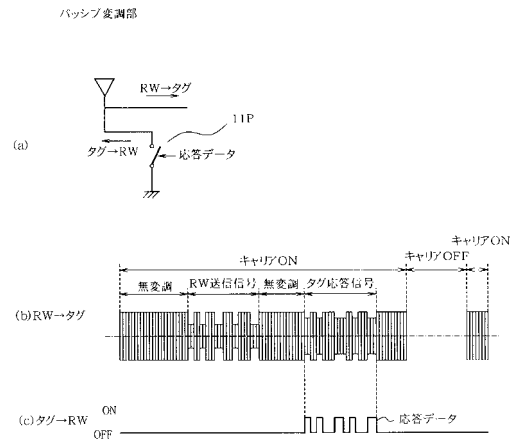 パッシブ変調部
RW→タグ
11P
(a)
タグ→RW
応答データ
キャリアON
キャリアON
キャリアOFF
無変調
RW送信信号
無変調
タグ応答信号
(b)RW→タグ
ON
応答データ
(c)タグ→RW
OFF